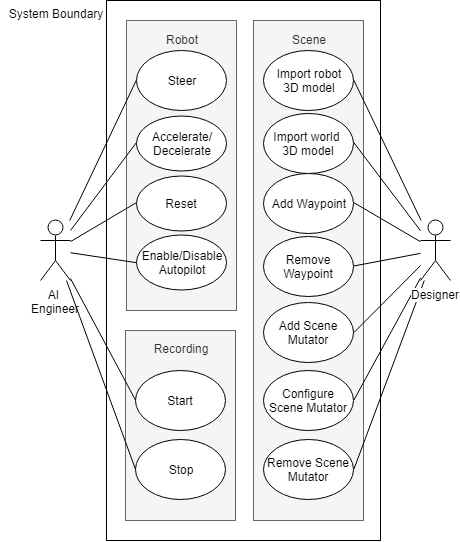 System Boundary
Robot
Steer
Accelerate/
Decelerate
Reset
Enable/Disable
Autopilot
Recording
Start
Stop
Scene
Import robot
3D model
Import world
3D model
Add Waypoint
Remove
Waypoint
Add Scene
Mutator
Configure
Scene Mutator
Remove Scene
Mutator
AI
Engineer
Designer